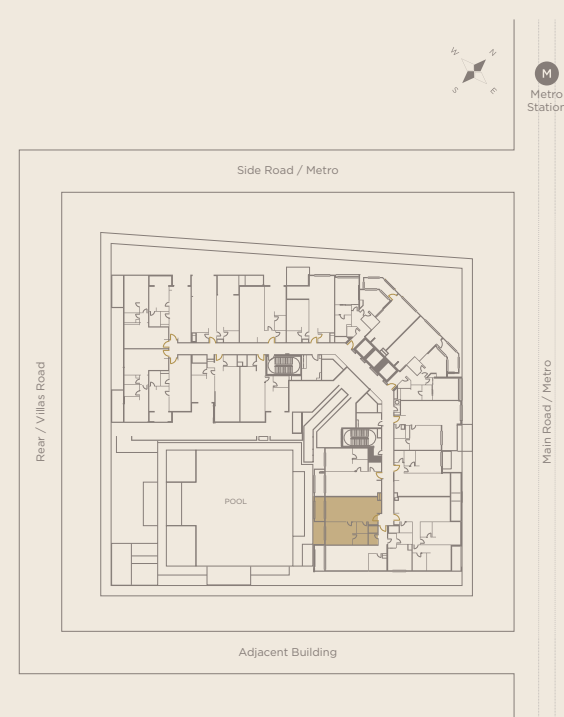 W
N
S
E
M
Metro
Station
Side Road / Metro
Rear / Villas Road
Main Road / Metro
POOL
Adjacent Building